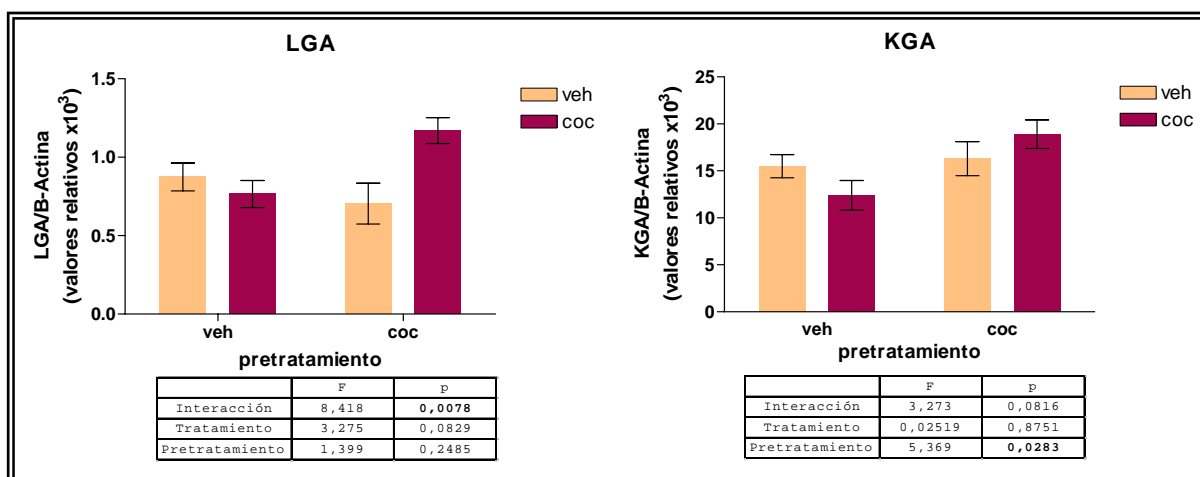 LGA
LGA/B-Actina
(valores relativos x10³)
1.5
1.0
0.5
0.0
veh
coc
veh
coc
pretratamiento
F p
Interacción 8,418 0,0078
Tratamiento 3,275 0,0829
Pretratamiento 1,399 0,2485
KGA
KGA/B-Actina
(valores relativos x10³)
25
20
15
10
5
0
veh
coc
veh
coc
pretratamiento
F p
Interacción 3,273 0,0816
Tratamiento 0,02519 0,8751
Pretratamiento 5,369 0,0283